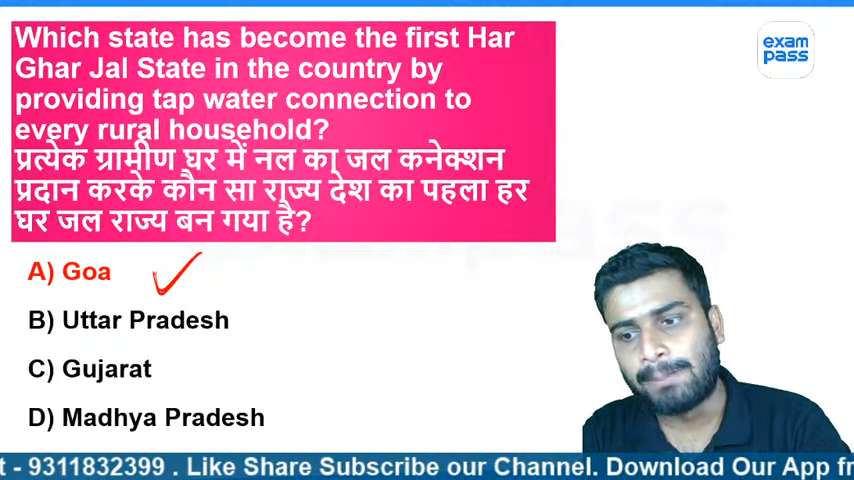 Which state has become the first Har
Ghar Jal State in the country by
providing tap water connection to
every rural household?
प्रत्येक ग्रामीण घर में नल का जल कनेक्शन
प्रदान करके कौन सा राज्य देश का पहला हर
घर जल राज्य बन गया है?
exam
pass
A) Goa
B) Uttar Pradesh
C) Gujarat
D) Madhya Pradesh
t - 9311832399 . Like Share Subscribe our Channel. Download Our App fr